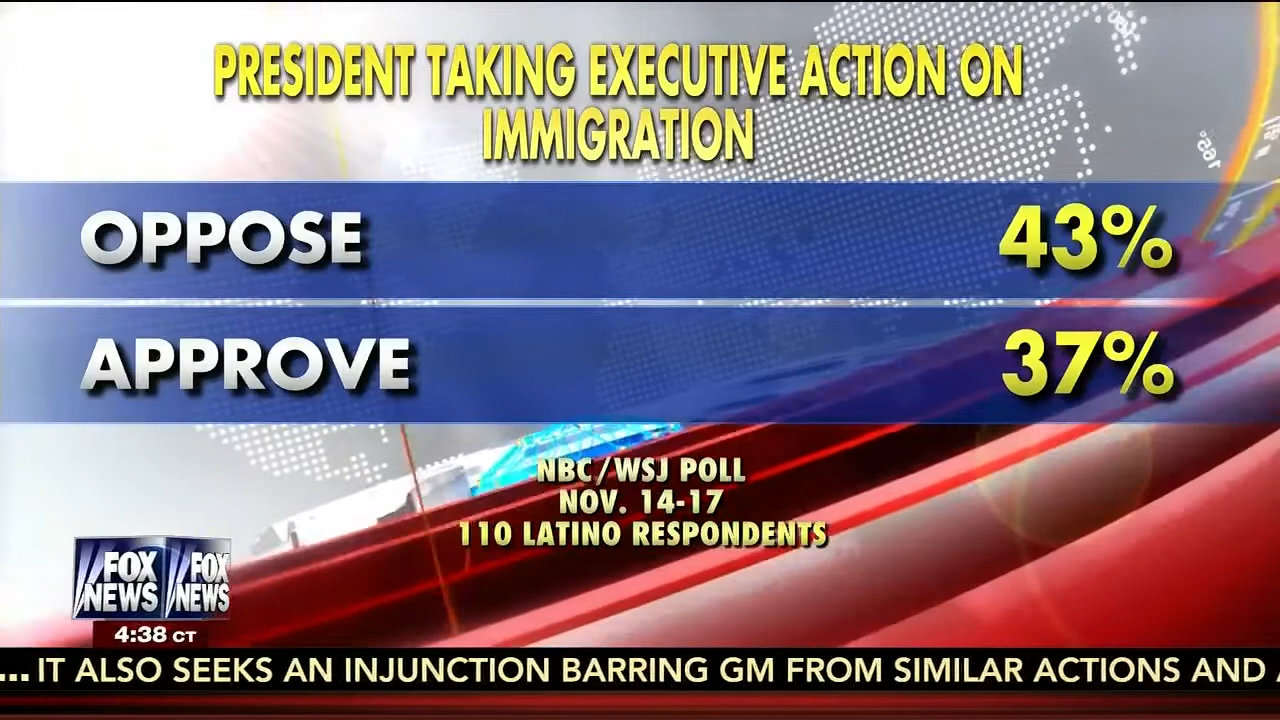 PRESIDENT TAKING EXECUTIVE ACTION ON
IMMIGRATION
OPPOSE 43%
APPROVE 37%
NBC/WSJ POLL
NOV. 14-17
110 LATINO RESPONDENTS
FOX NEWS FOX NEWS
4:38 CT
...IT ALSO SEEKS AN INJUNCTION BARRING GM FROM SIMILAR ACTIONS AND
165